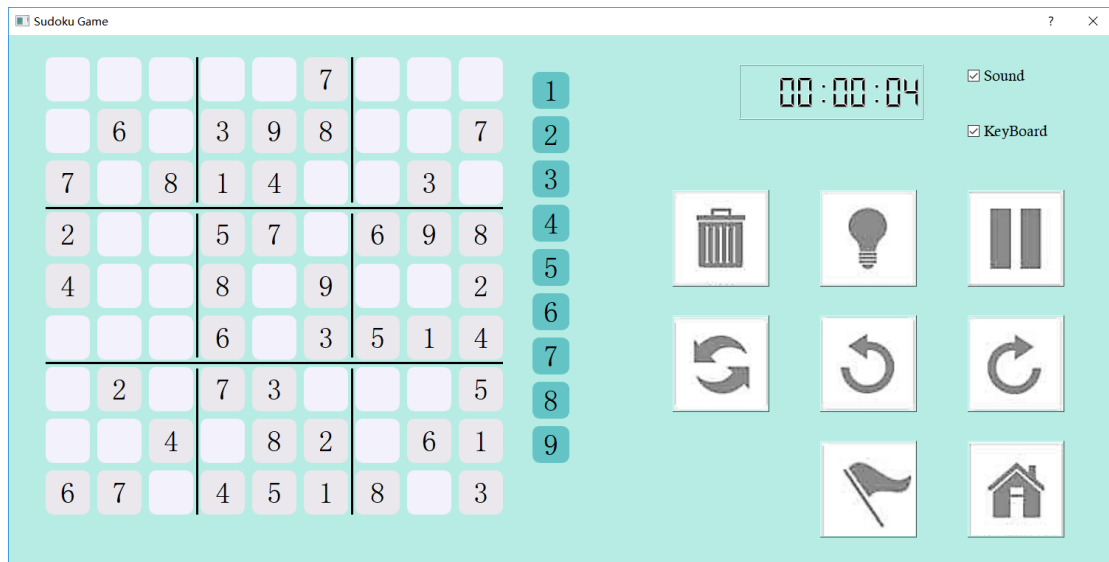 Sudoku Game
7
6 3 9 8 7
7 8 1 4 3
2 5 7 6 9 8
4 8 9 2
6 3 5 1 4
2 7 3 5
4 8 2 6 1
6 7 4 5 1 8 3
1
2
3
4
5
6
7
8
9
00:00:04
Sound
KeyBoard